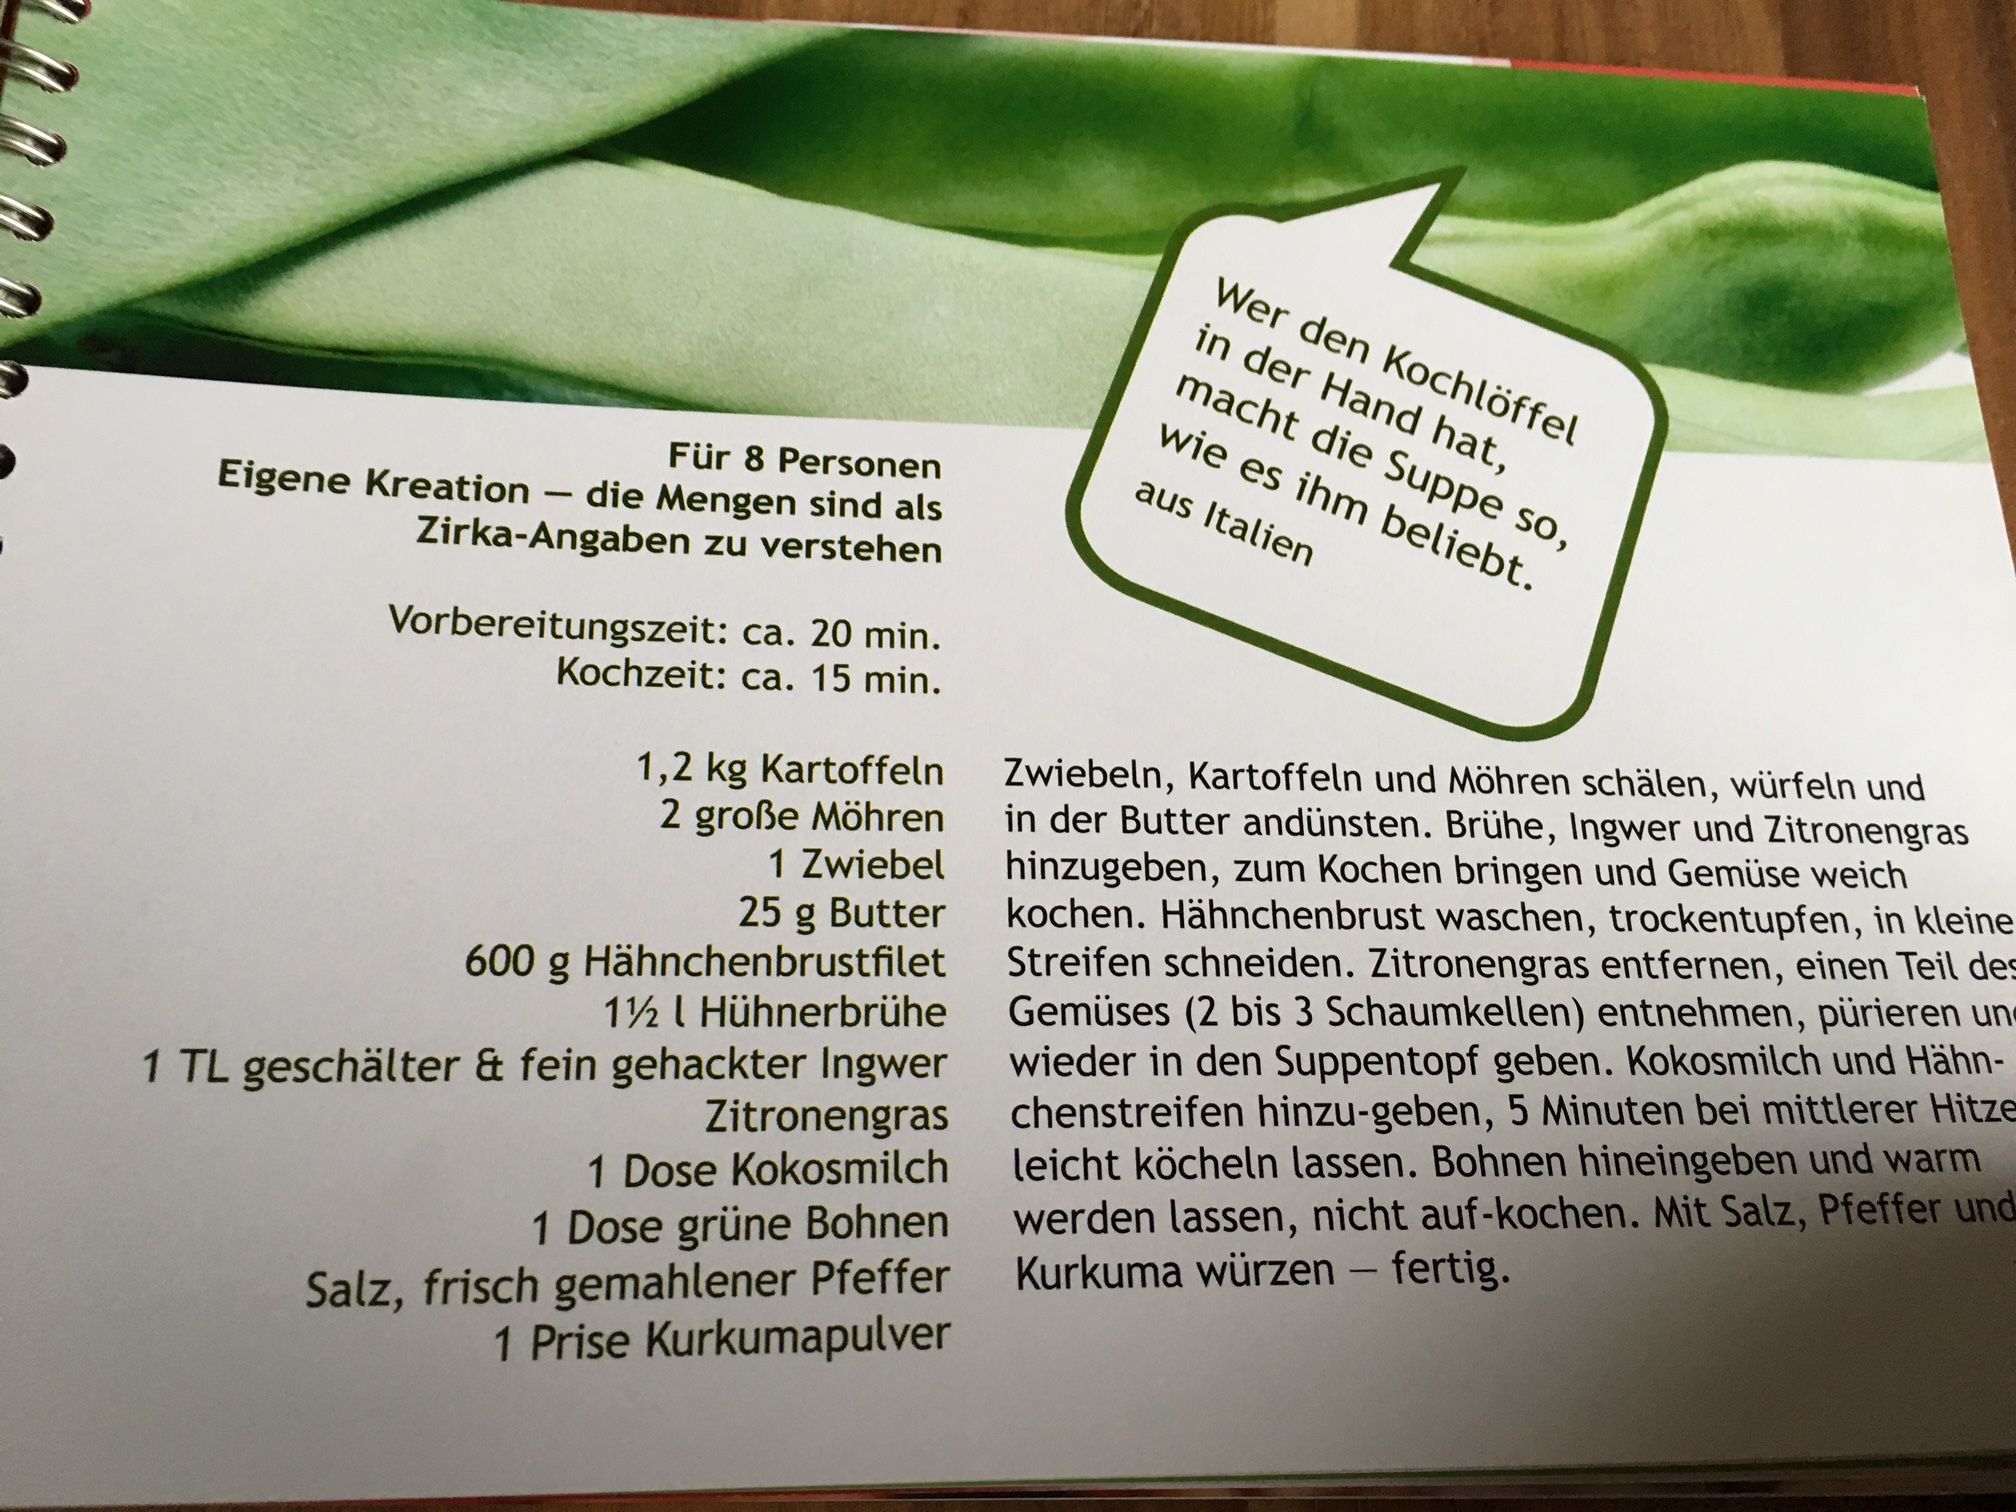 Wer den Kochlöffel
in der Hand hat,
macht die Suppe so,
wie es ihm beliebt.
aus Italien
Für 8 Personen
Eigene Kreation – die Mengen sind als
Zirka-Angaben zu verstehen
Vorbereitungszeit: ca. 20 min.
Kochzeit: ca. 15 min.
1,2 kg Kartoffeln
2 große Möhren
1 Zwiebel
25 g Butter
600 g Hähnchenbrustfilet
1½ l Hühnerbrühe
1 TL geschälter & fein gehackter Ingwer
Zitronengras
1 Dose Kokosmilch
1 Dose grüne Bohnen
Salz, frisch gemahlener Pfeffer
1 Prise Kurkumapulver
Zwiebeln, Kartoffeln und Möhren schälen, würfeln und
in der Butter andünsten. Brühe, Ingwer und Zitronengras
hinzugeben, zum Kochen bringen und Gemüse weich
kochen. Hähnchenbrust waschen, trockentupfen, in kleine
Streifen schneiden. Zitronengras entfernen, einen Teil des
Gemüses (2 bis 3 Schaumkellen) entnehmen, pürieren und
wieder in den Suppentopf geben. Kokosmilch und Hähn-
chenstreifen hinzu-geben, 5 Minuten bei mittlerer Hitze
leicht köcheln lassen. Bohnen hineingeben und warm
werden lassen, nicht auf-kochen. Mit Salz, Pfeffer und
Kurkuma würzen – fertig.